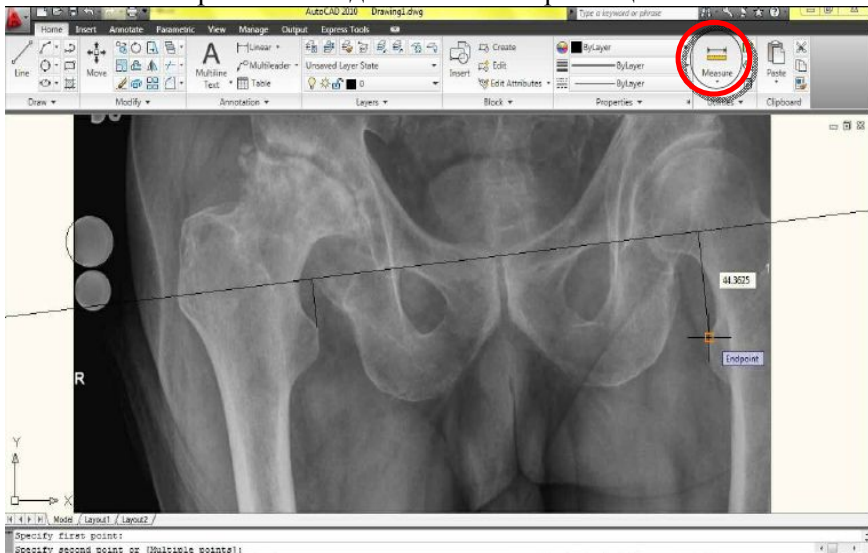 AutoCAD 2010 Drawing1.dwg Type a keyword or phrase
Home Insert Annotate Parametric View Manage Output Express Tools
Line
Move
Multiline Text
Linear
Multileader
Table
Unsaved Layer State
0
Insert
Create
Edit
Edit Attributes
ByLayer
ByLayer
ByLayer
Measure
Paste
Draw Modify Annotation Layers Block Properties Utilities Clipboard
44.3625
Endpoint
R
Y
X
Model Layout1 Layout2
Specify first point:
Specify second point or [Multiple points]: